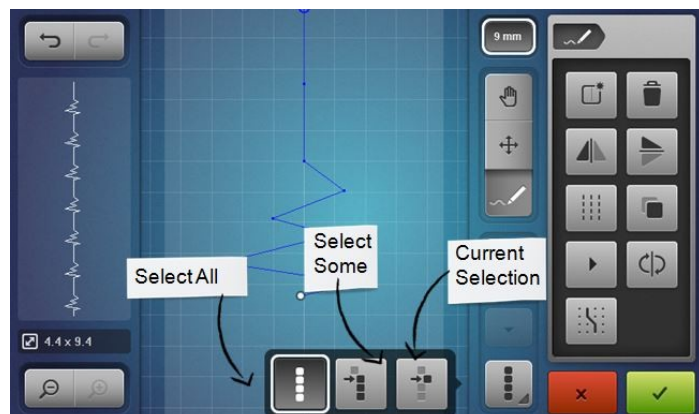 9 mm
Select
Some
Current
Selection
Select All
4.4 x 9.4